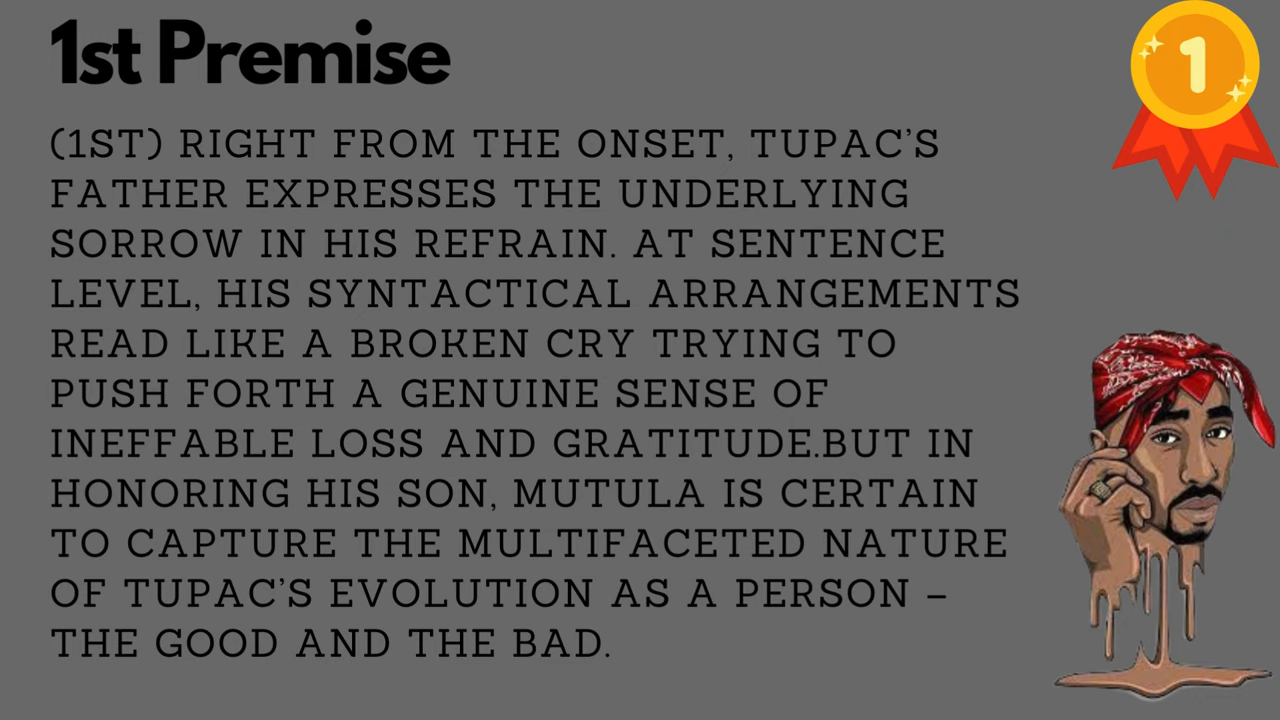 1st Premise
(1ST) RIGHT FROM THE ONSET, TUPAC’S
FATHER EXPRESSES THE UNDERLYING
SORROW IN HIS REFRAIN. AT SENTENCE
LEVEL, HIS SYNTACTICAL ARRANGEMENTS
READ LIKE A BROKEN CRY TRYING TO
PUSH FORTH A GENUINE SENSE OF
INEFFABLE LOSS AND GRATITUDE.BUT IN
HONORING HIS SON, MUTULA IS CERTAIN
TO CAPTURE THE MULTIFACETED NATURE
OF TUPAC’S EVOLUTION AS A PERSON –
THE GOOD AND THE BAD.
1